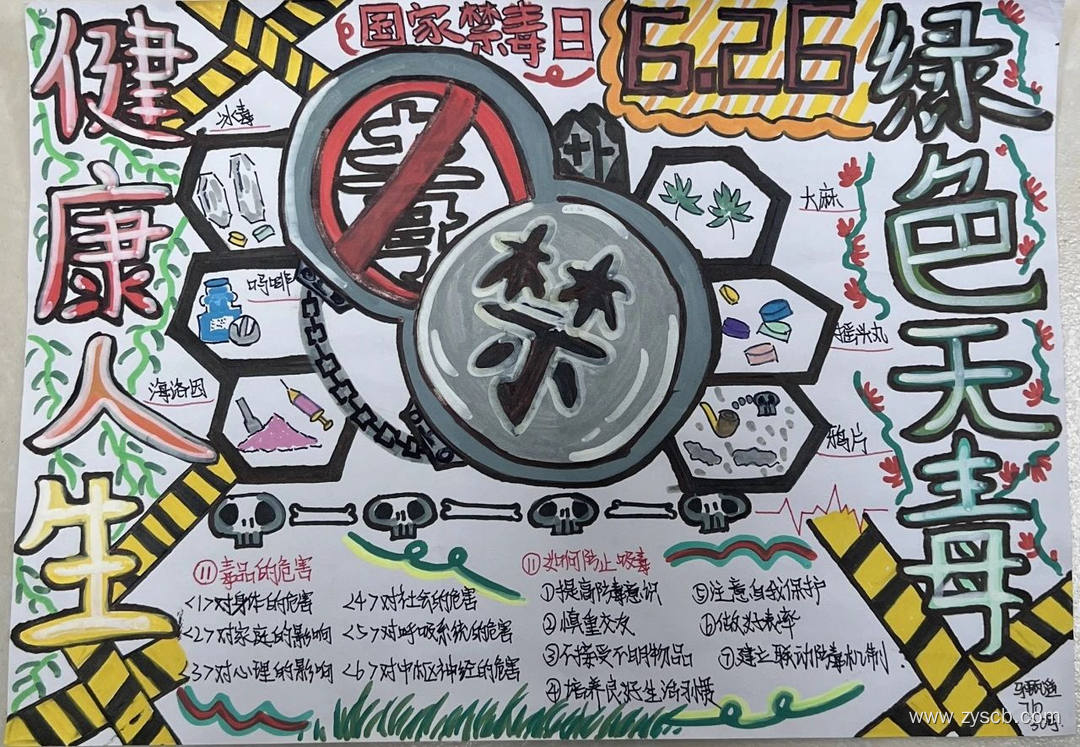 国家禁毒日
6.26
健康人生
绿色天毒
毒
禁
冰毒
吗啡
海洛因
大麻
摇头丸
鸦片
⑪毒品的危害
<1>对身体的危害
<2>对家庭的影响
<3>对心理的影响
<4>对社会的危害
<5>对呼吸系统的危害
<6>对中枢神经的危害
⑪如何防止吸毒
①提高防毒意识
②慎重交友
③不接受不明物品
④培养良好生活习惯
⑤注意自我保护
⑥做好表率
⑦建立联动防毒机制.
www.zyscb.com